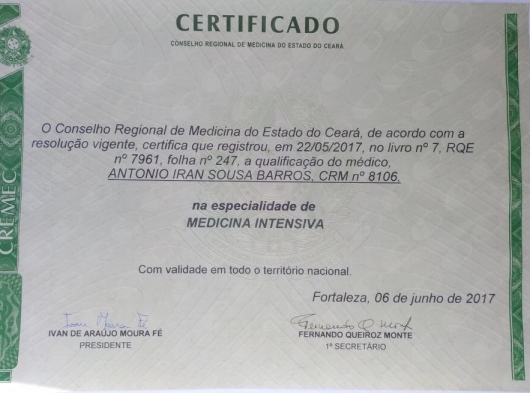 CERTIFICADO
CONSELHO REGIONAL DE MEDICINA DO ESTADO DO CEARÁ
CREMEC
O Conselho Regional de Medicina do Estado do Ceará, de acordo com a
resolução vigente, certifica que registrou, em 22/05/2017, no livro nº 7, RQE
nº 7961, folha nº 247, a qualificação do médico,
ANTONIO IRAN SOUSA BARROS, CRM nº 8106,
na especialidade de
MEDICINA INTENSIVA
Com validade em todo o território nacional.
Fortaleza, 06 de junho de 2017
IVAN DE ARAÚJO MOURA FÉ
PRESIDENTE
FERNANDO QUEIROZ MONTE
1º SECRETÁRIO
CREMEC